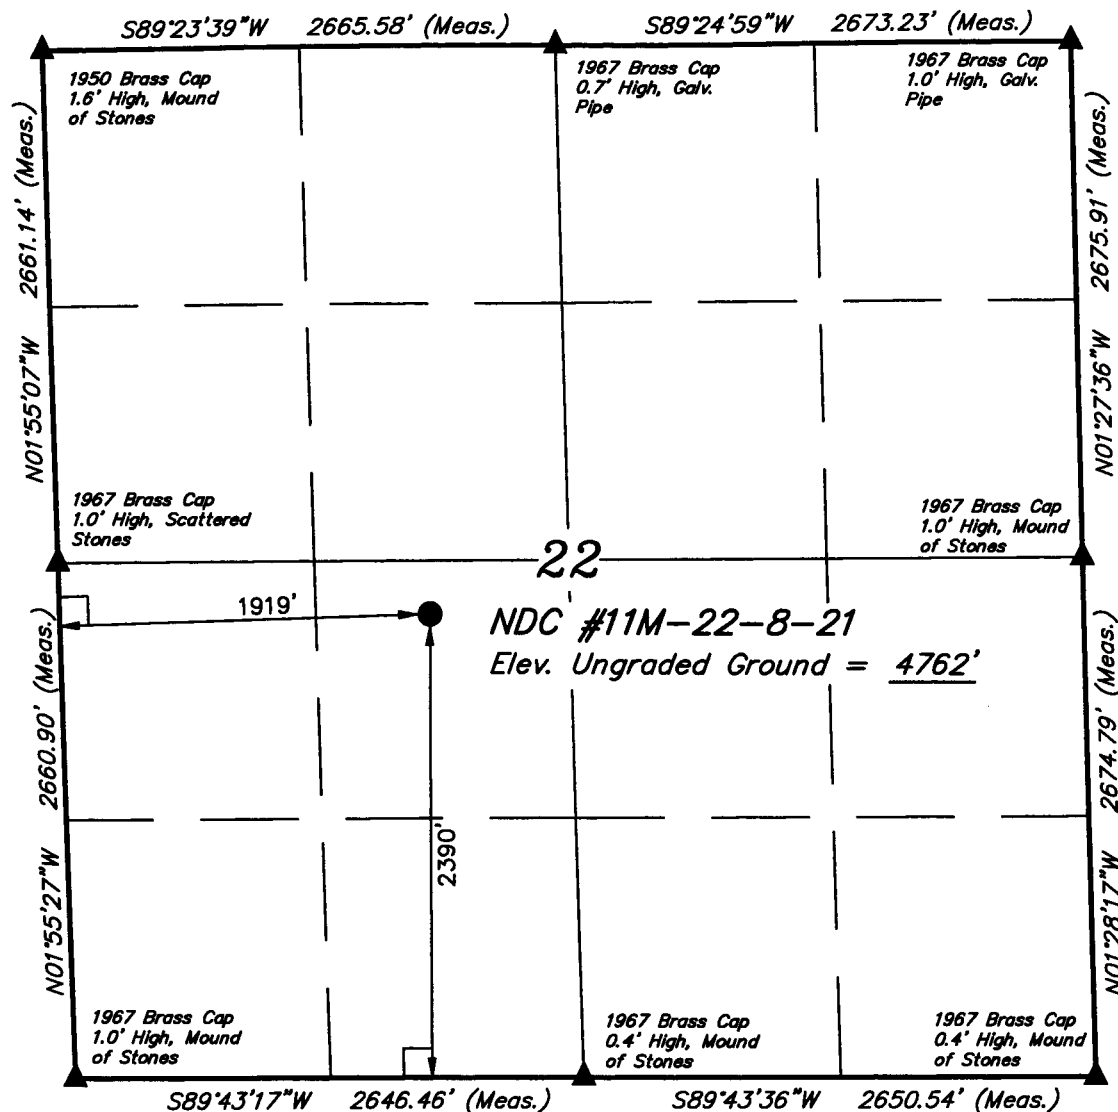 S89°23'39"W 2665.58' (Meas.)
S89°24'59"W 2673.23' (Meas.)
1950 Brass Cap
1.6' High, Mound
of Stones
1967 Brass Cap
0.7' High, Galv.
Pipe
1967 Brass Cap
1.0' High, Galv.
Pipe
N01°55'07"W 2661.14' (Meas.)
N01°27'36"W 2675.91' (Meas.)
1967 Brass Cap
1.0' High, Scattered
Stones
1967 Brass Cap
1.0' High, Mound
of Stones
22
1919'
NDC #11M-22-8-21
Elev. Ungraded Ground = 4762'
2390'
N01°55'27"W 2660.90' (Meas.)
N01°28'17"W 2674.79' (Meas.)
1967 Brass Cap
1.0' High, Mound
of Stones
1967 Brass Cap
0.4' High, Mound
of Stones
1967 Brass Cap
0.4' High, Mound
of Stones
S89°43'17"W 2646.46' (Meas.)
S89°43'36"W 2650.54' (Meas.)